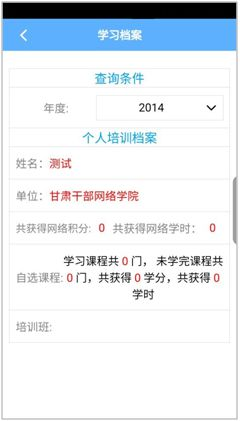 学习档案
查询条件
年度: 2014
个人培训档案
姓名: 测试
单位: 甘肃干部网络学院
共获得网络积分: 0 共获得网络学时: 0
学习课程共 0 门， 未学完课程共
自选课程: 0 门，共获得 0 学分，共获得 0
学时
培训班: